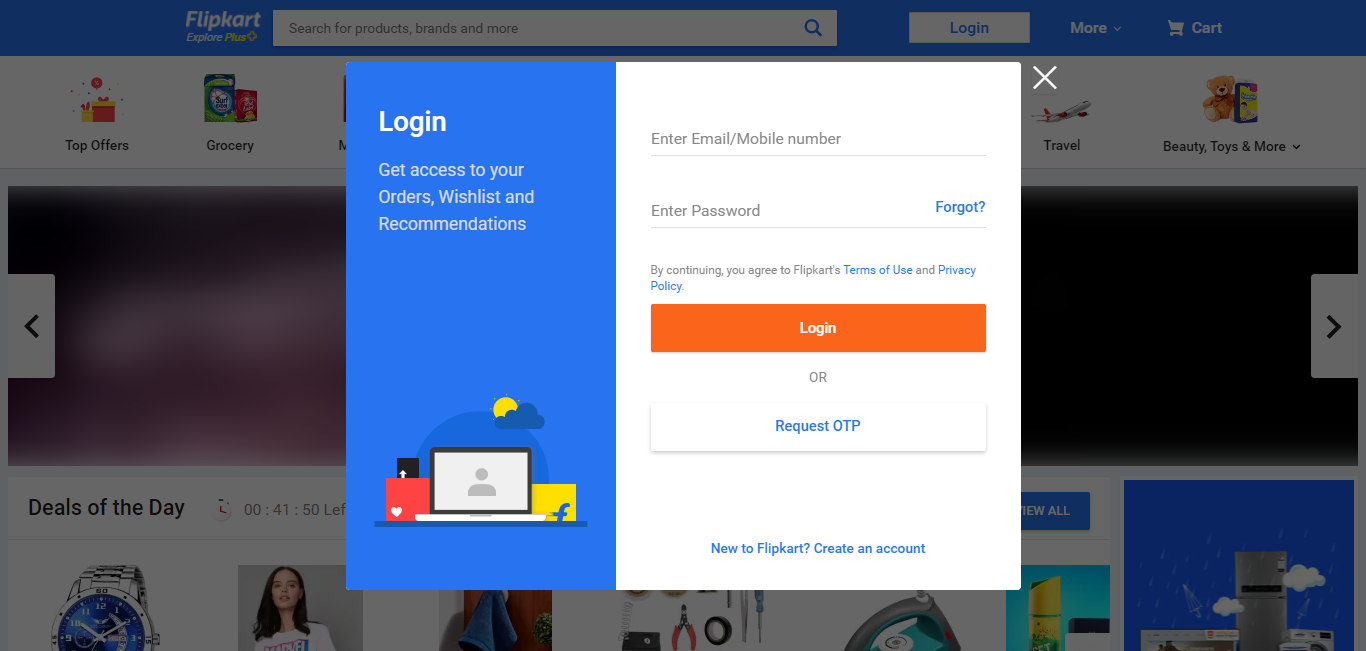 Flipkart
Explore Plus
Search for products, brands and more
Login
More
Cart
Top Offers
Grocery
Travel
Beauty, Toys & More
Login
Get access to your
Orders, Wishlist and
Recommendations
Enter Email/Mobile number
Enter Password
Forgot?
By continuing, you agree to Flipkart's Terms of Use and Privacy
Policy.
Login
OR
Request OTP
New to Flipkart? Create an account
Deals of the Day
00 : 41 : 50 Lef
VIEW ALL
Surf
MARVEL